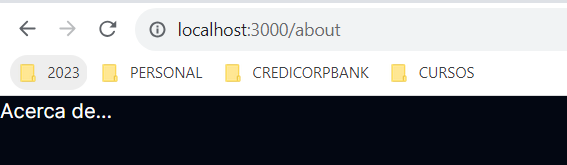 localhost:3000/about
2023 PERSONAL CREDICORPBANK CURSOS
Acerca de...